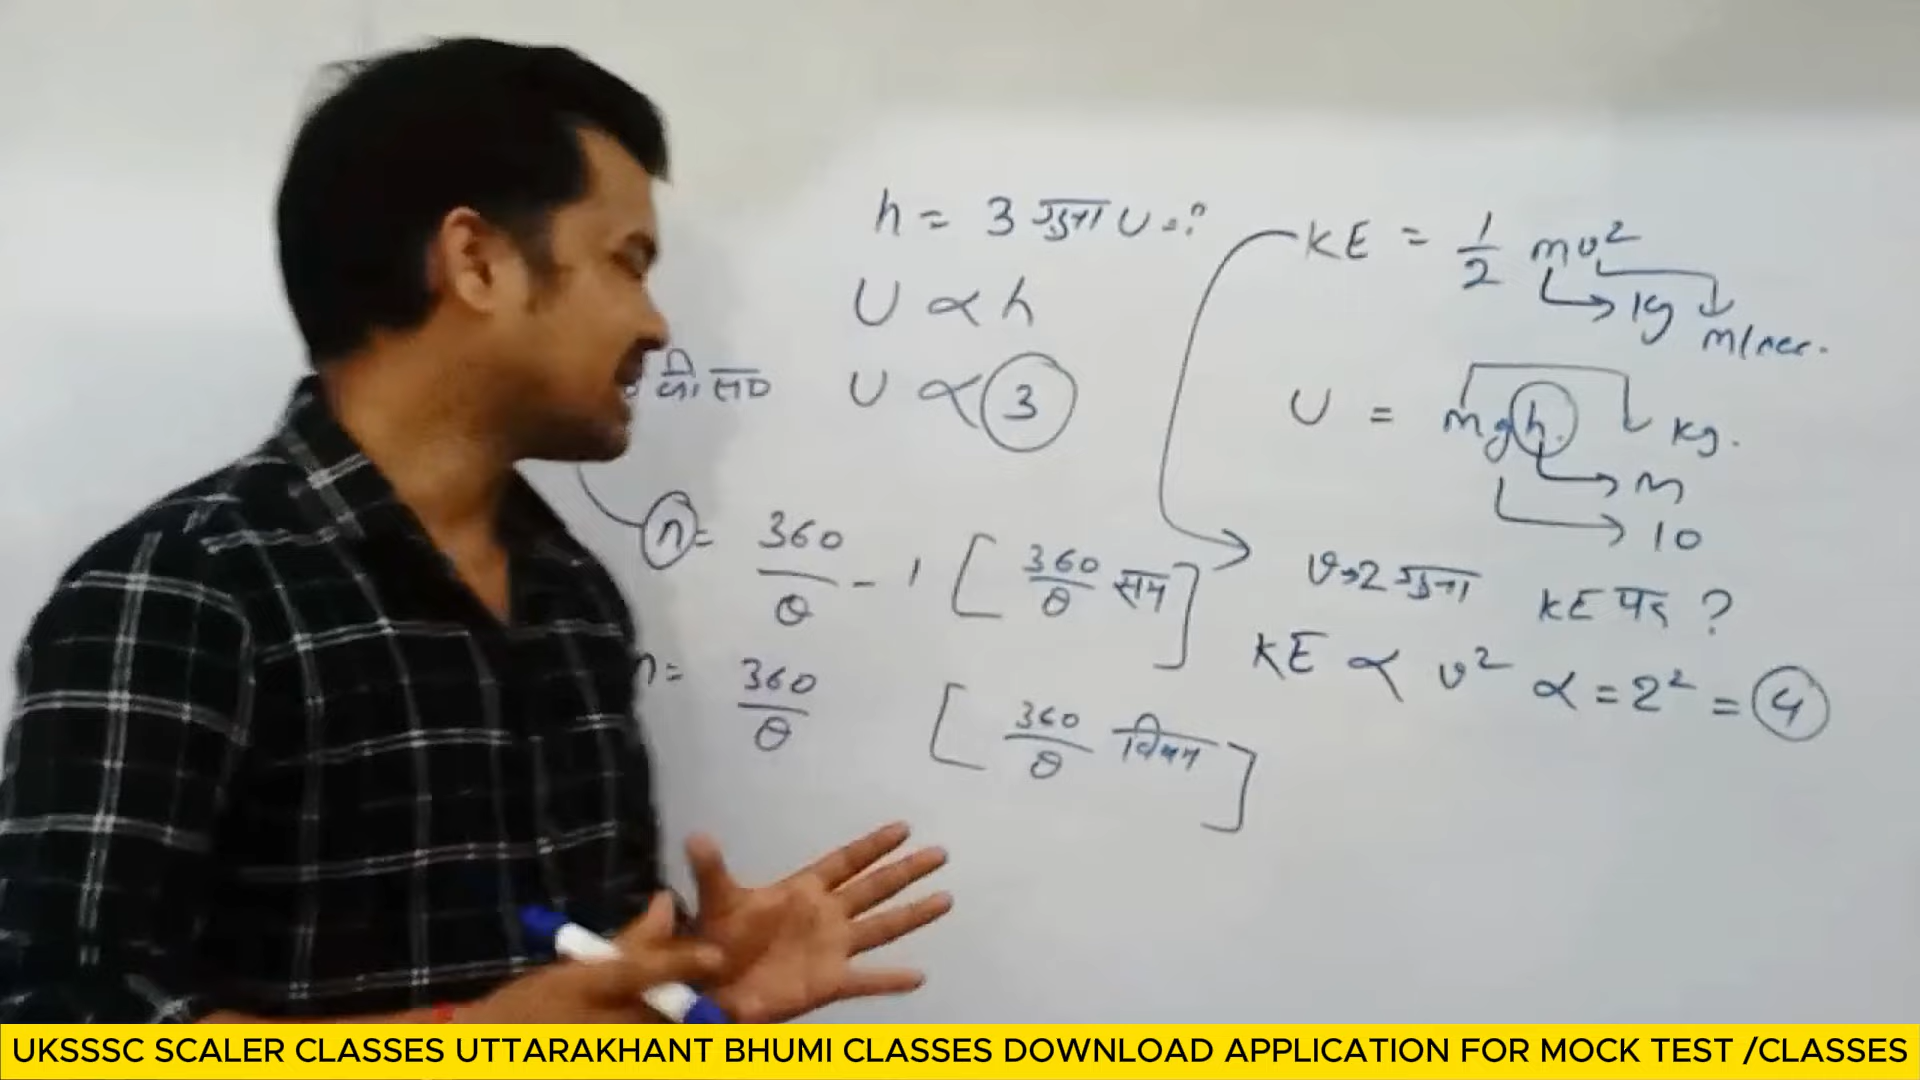 h = 3 गुना U = ?
U ∝ h
U ∝ 3
n = 360/θ - 1 [360/θ सम]
n = 360/θ [360/θ विषम]
KE = 1/2 mv²
kg m/sec.
U = mgh.
kg.
m
10
v→2 गुना KE पर ?
KE ∝ v² ∝ = 2² = 4
UKSSSC SCALER CLASSES UTTARAKHANT BHUMI CLASSES DOWNLOAD APPLICATION FOR MOCK TEST /CLASSES